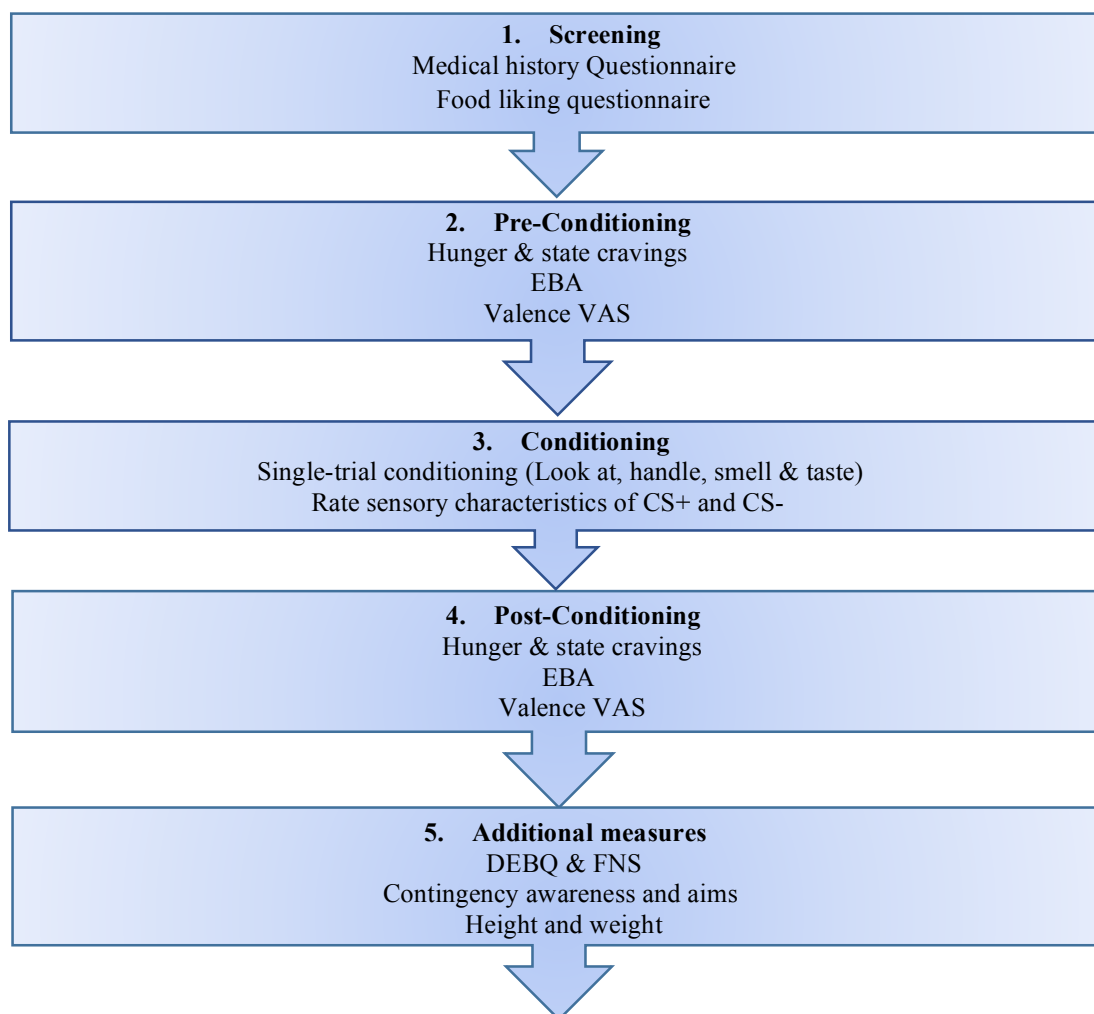 1. Screening
Medical history Questionnaire
Food liking questionnaire
2. Pre-Conditioning
Hunger & state cravings
EBA
Valence VAS
3. Conditioning
Single-trial conditioning (Look at, handle, smell & taste)
Rate sensory characteristics of CS+ and CS-
4. Post-Conditioning
Hunger & state cravings
EBA
Valence VAS
5. Additional measures
DEBQ & FNS
Contingency awareness and aims
Height and weight